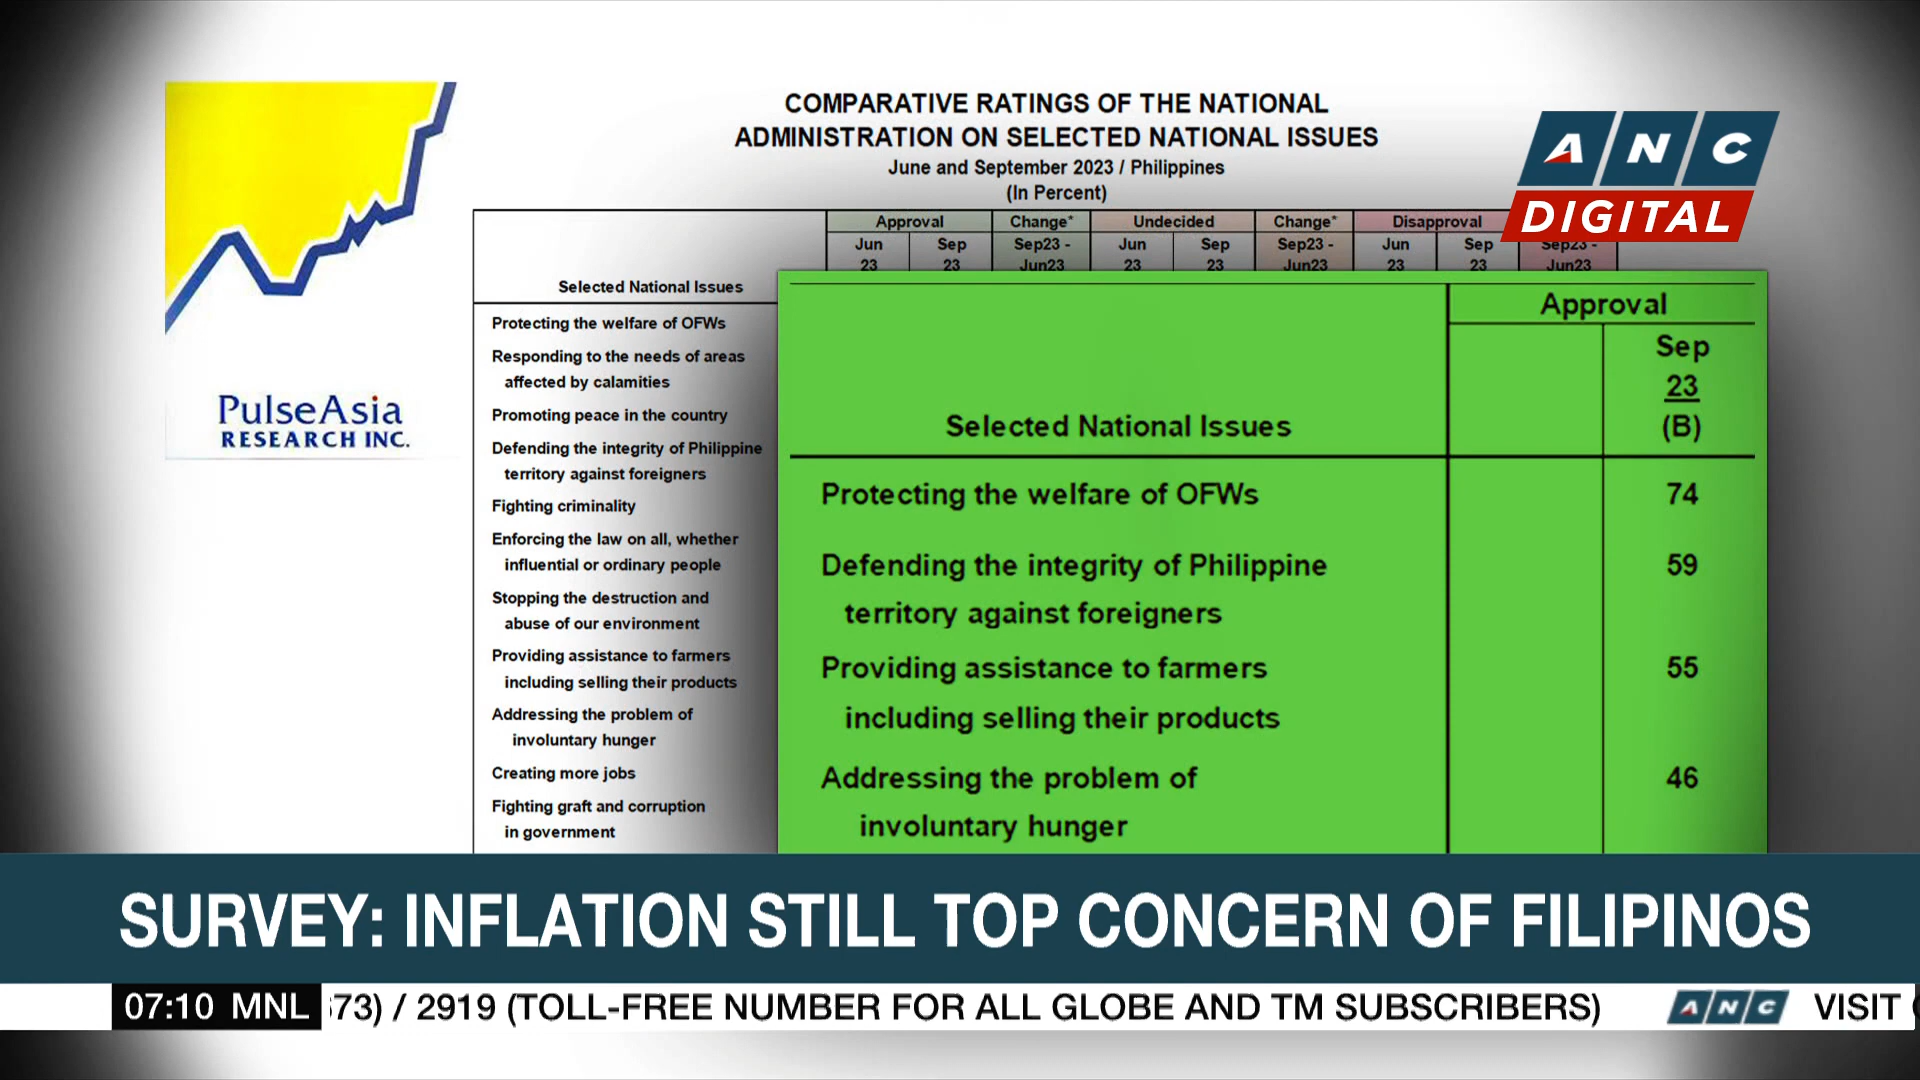 COMPARATIVE RATINGS OF THE NATIONAL
ADMINISTRATION ON SELECTED NATIONAL ISSUES
June and September 2023 / Philippines
(In Percent)
ANC
DIGITAL
PulseAsia
RESEARCH INC.
Approval Change* Undecided Change* Disapproval
Jun Sep Sep23 - Jun Sep Sep23 - Jun Sep Sep23 -
23 23 Jun23 23 23 Jun23 23 23 Jun23
Selected National Issues
Protecting the welfare of OFWs
Responding to the needs of areas
affected by calamities
Promoting peace in the country
Defending the integrity of Philippine
territory against foreigners
Fighting criminality
Enforcing the law on all, whether
influential or ordinary people
Stopping the destruction and
abuse of our environment
Providing assistance to farmers
including selling their products
Addressing the problem of
involuntary hunger
Creating more jobs
Fighting graft and corruption
in government
Approval
Sep
23
Selected National Issues (B)
Protecting the welfare of OFWs 74
Defending the integrity of Philippine 59
territory against foreigners
Providing assistance to farmers 55
including selling their products
Addressing the problem of 46
involuntary hunger
SURVEY: INFLATION STILL TOP CONCERN OF FILIPINOS
07:10 MNL 673) / 2919 (TOLL-FREE NUMBER FOR ALL GLOBE AND TM SUBSCRIBERS) ANC VISIT